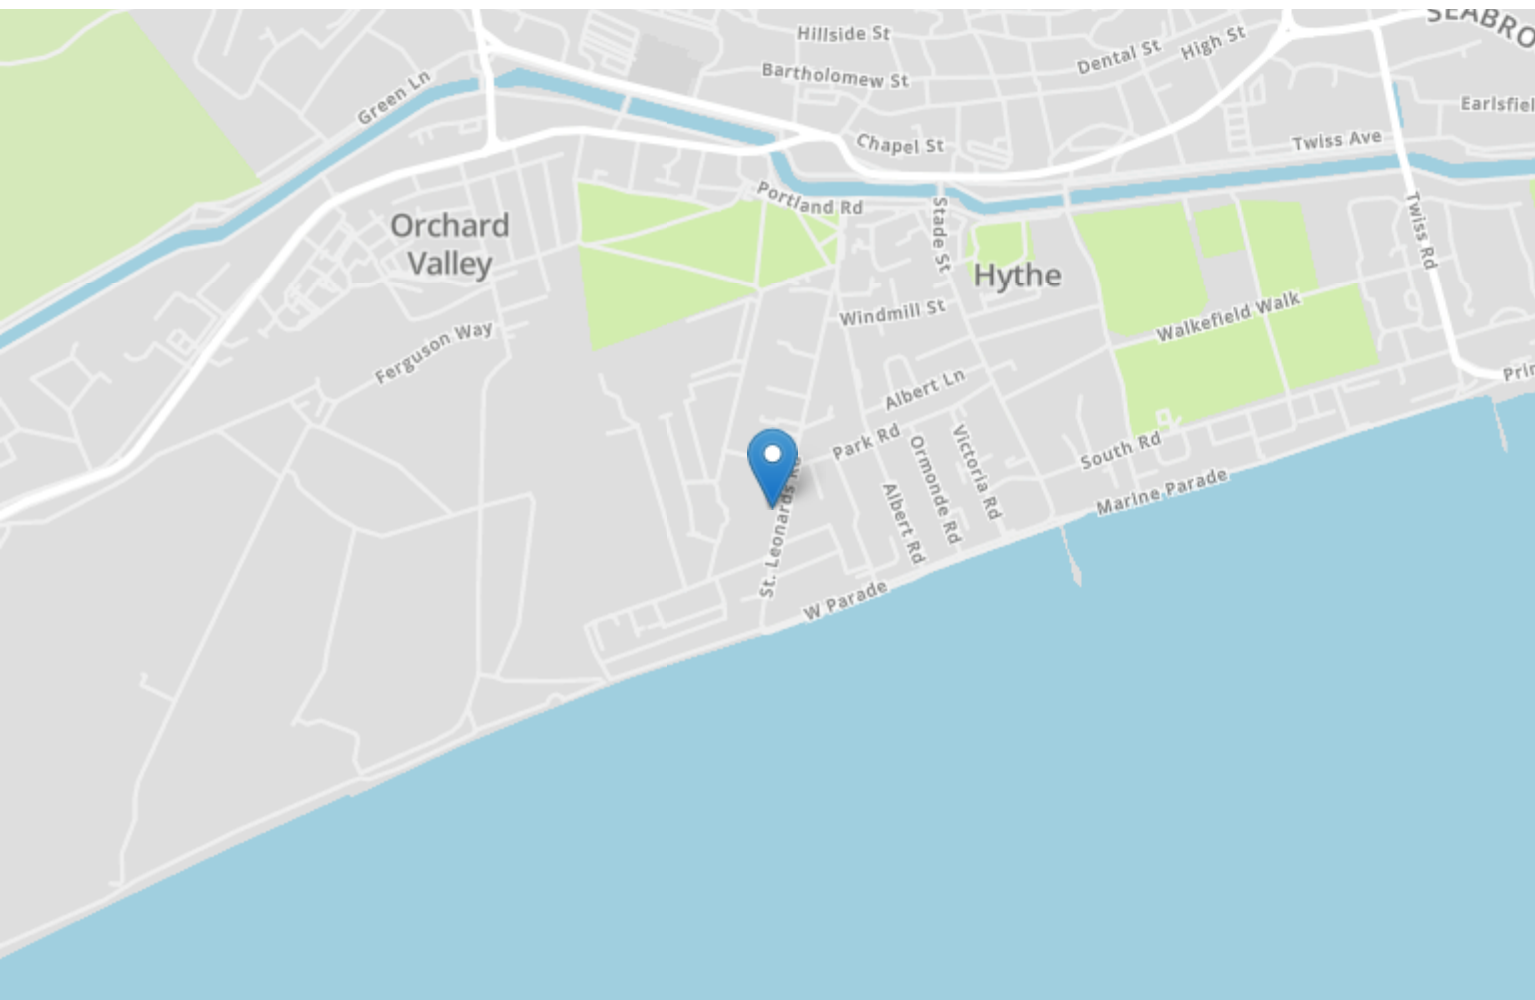 SEABRO
Hillside St
High St
Dental St
Bartholomew St
Green Ln
Earlsfiel
Chapel St
Twiss Ave
Portland Rd
Stade St
Twiss Rd
Orchard
Valley
Hythe
Windmill St
Walkefield Walk
Ferguson Way
Prin
Albert Ln
Park Rd
Victoria Rd
South Rd
Ormonde Rd
Marine Parade
Albert Rd
St. Leonards Rd
W Parade